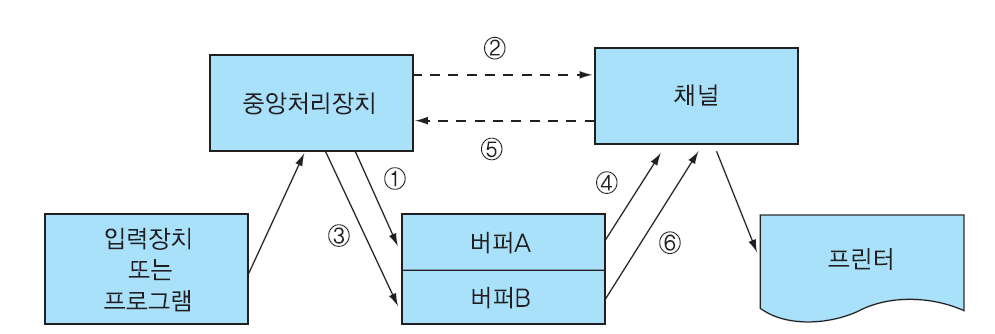 ②
중앙처리장치
채널
⑤
①
④
입력장치
또는
프로그램
③
버퍼A
⑥
프린터
버퍼B